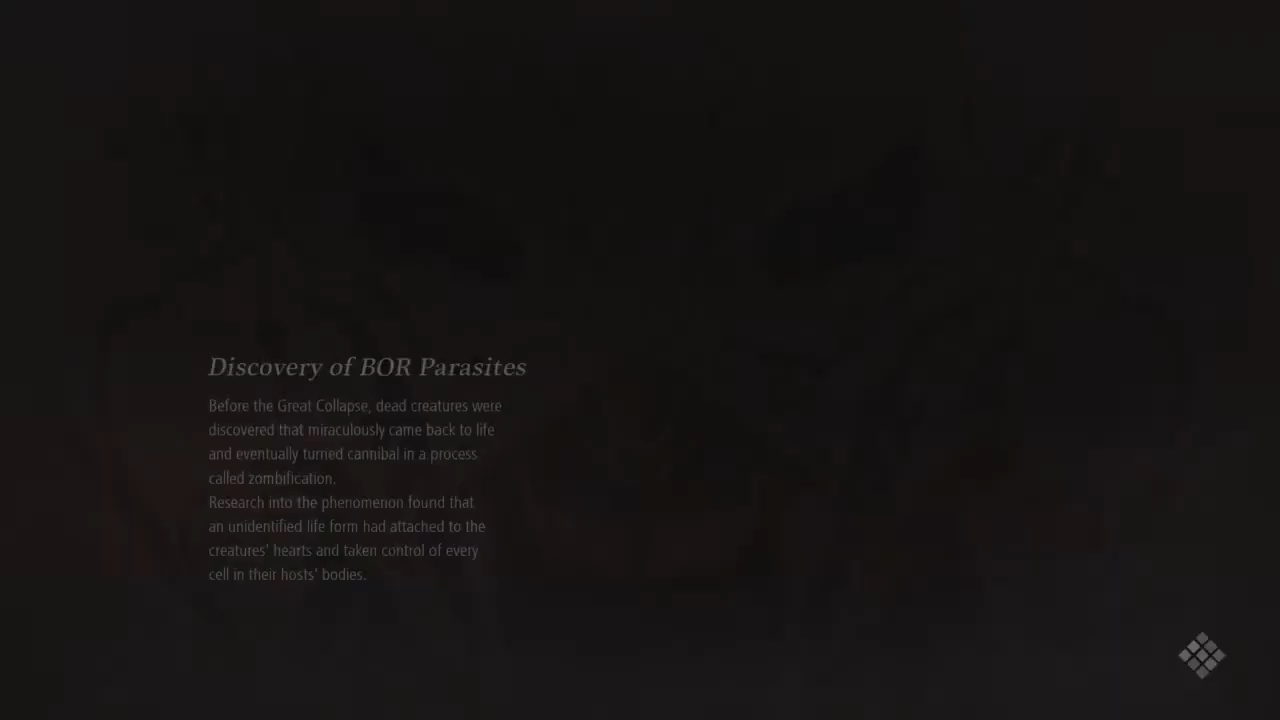 Discovery of BOR Parasites
Before the Great Collapse, dead creatures were
discovered that miraculously came back to life
and eventually turned cannibal in a process
called zombification.
Research into the phenomenon found that
an unidentified life form had attached to the
creatures' hearts and taken control of every
cell in their hosts' bodies.